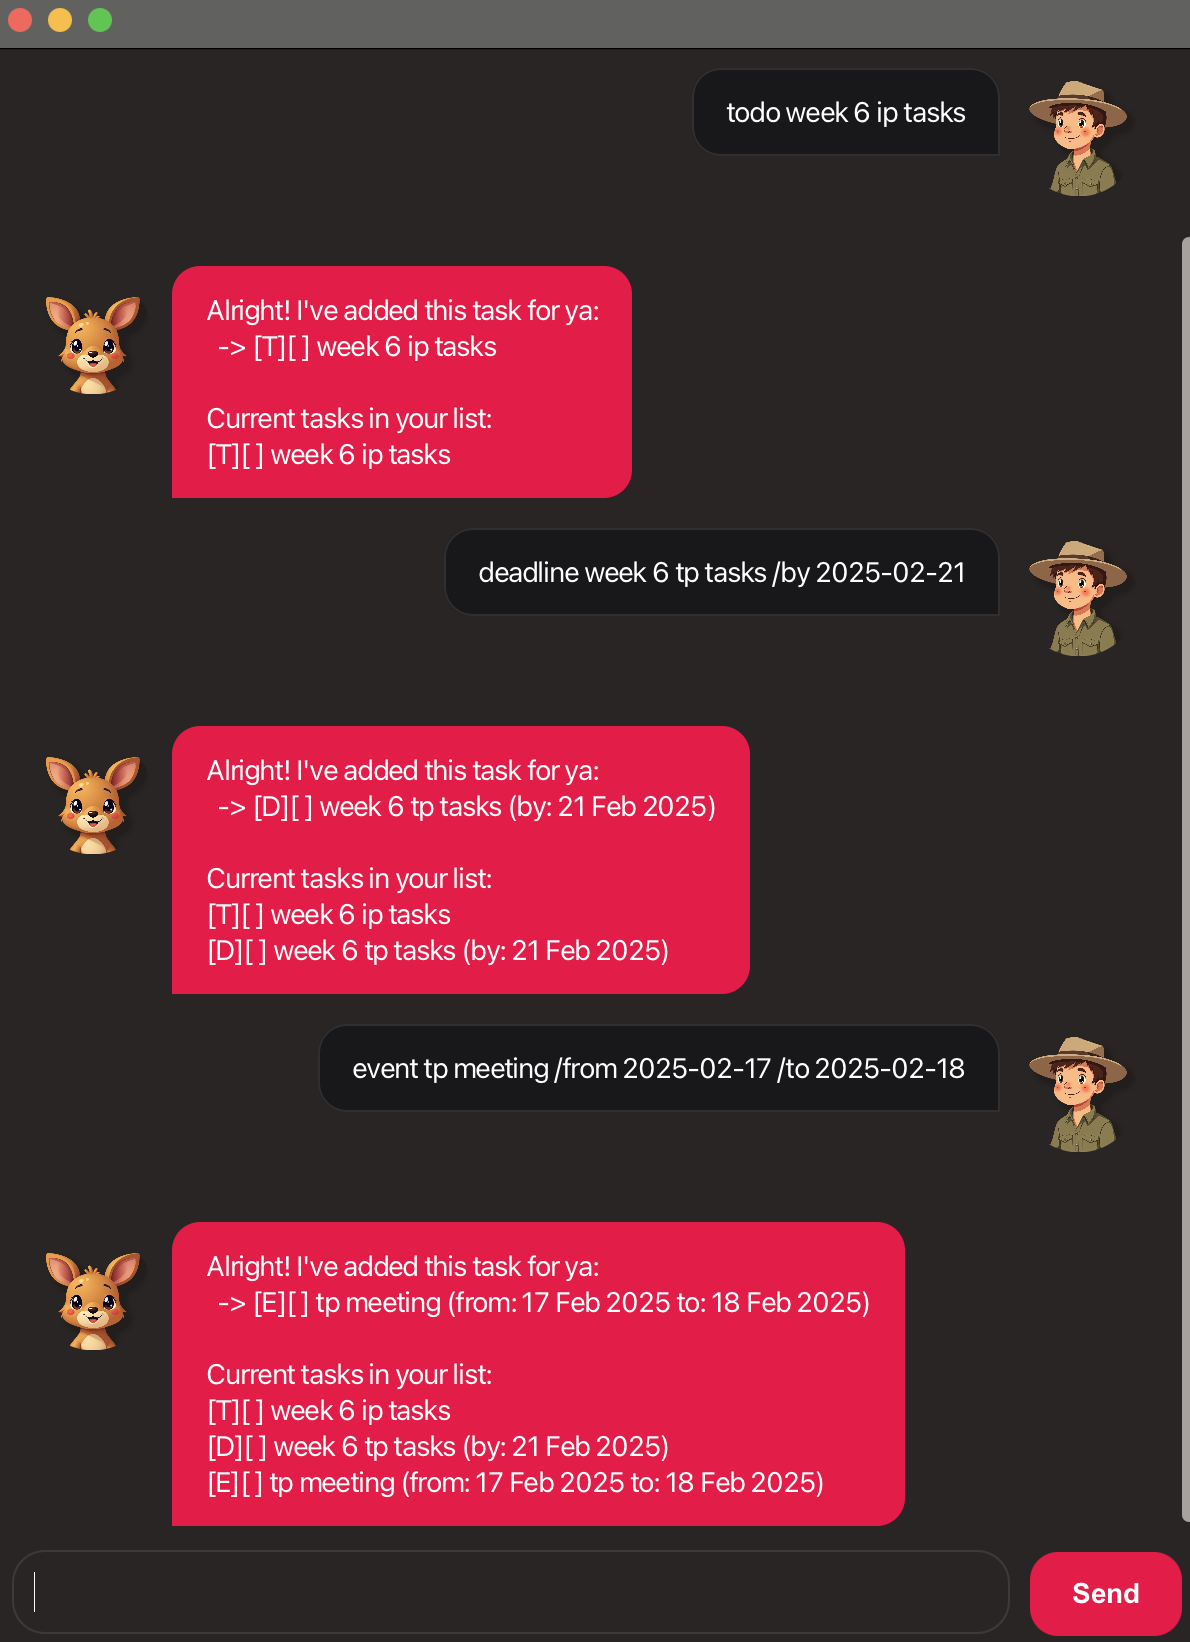 todo week 6 ip tasks
Alright! I've added this task for ya:
-> [T][ ] week 6 ip tasks
Current tasks in your list:
[T][ ] week 6 ip tasks
deadline week 6 tp tasks /by 2025-02-21
Alright! I've added this task for ya:
-> [D][ ] week 6 tp tasks (by: 21 Feb 2025)
Current tasks in your list:
[T][ ] week 6 ip tasks
[D][ ] week 6 tp tasks (by: 21 Feb 2025)
event tp meeting /from 2025-02-17 /to 2025-02-18
Alright! I've added this task for ya:
-> [E][ ] tp meeting (from: 17 Feb 2025 to: 18 Feb 2025)
Current tasks in your list:
[T][ ] week 6 ip tasks
[D][ ] week 6 tp tasks (by: 21 Feb 2025)
[E][ ] tp meeting (from: 17 Feb 2025 to: 18 Feb 2025)
Send